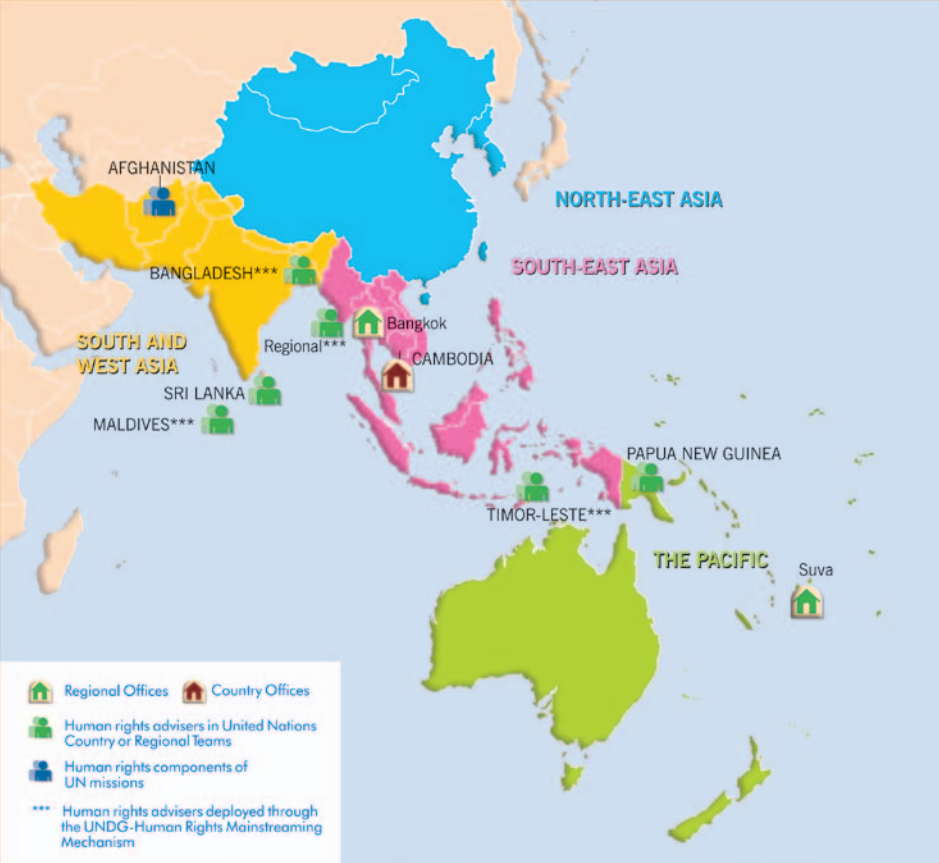 AFGHANISTAN
NORTH-EAST ASIA
SOUTH-EAST ASIA
BANGLADESH***
Bangkok
Regional***
SOUTH AND
WEST ASIA
CAMBODIA
SRI LANKA
MALDIVES***
PAPUA NEW GUINEA
TIMOR-LESTE***
THE PACIFIC
Suva
Regional Offices
Country Offices
Human rights advisers in United Nations
Country or Regional Teams
Human rights components of
UN missions
*** Human rights advisers deployed through
the UNDG-Human Rights Mainstreaming
Mechanism